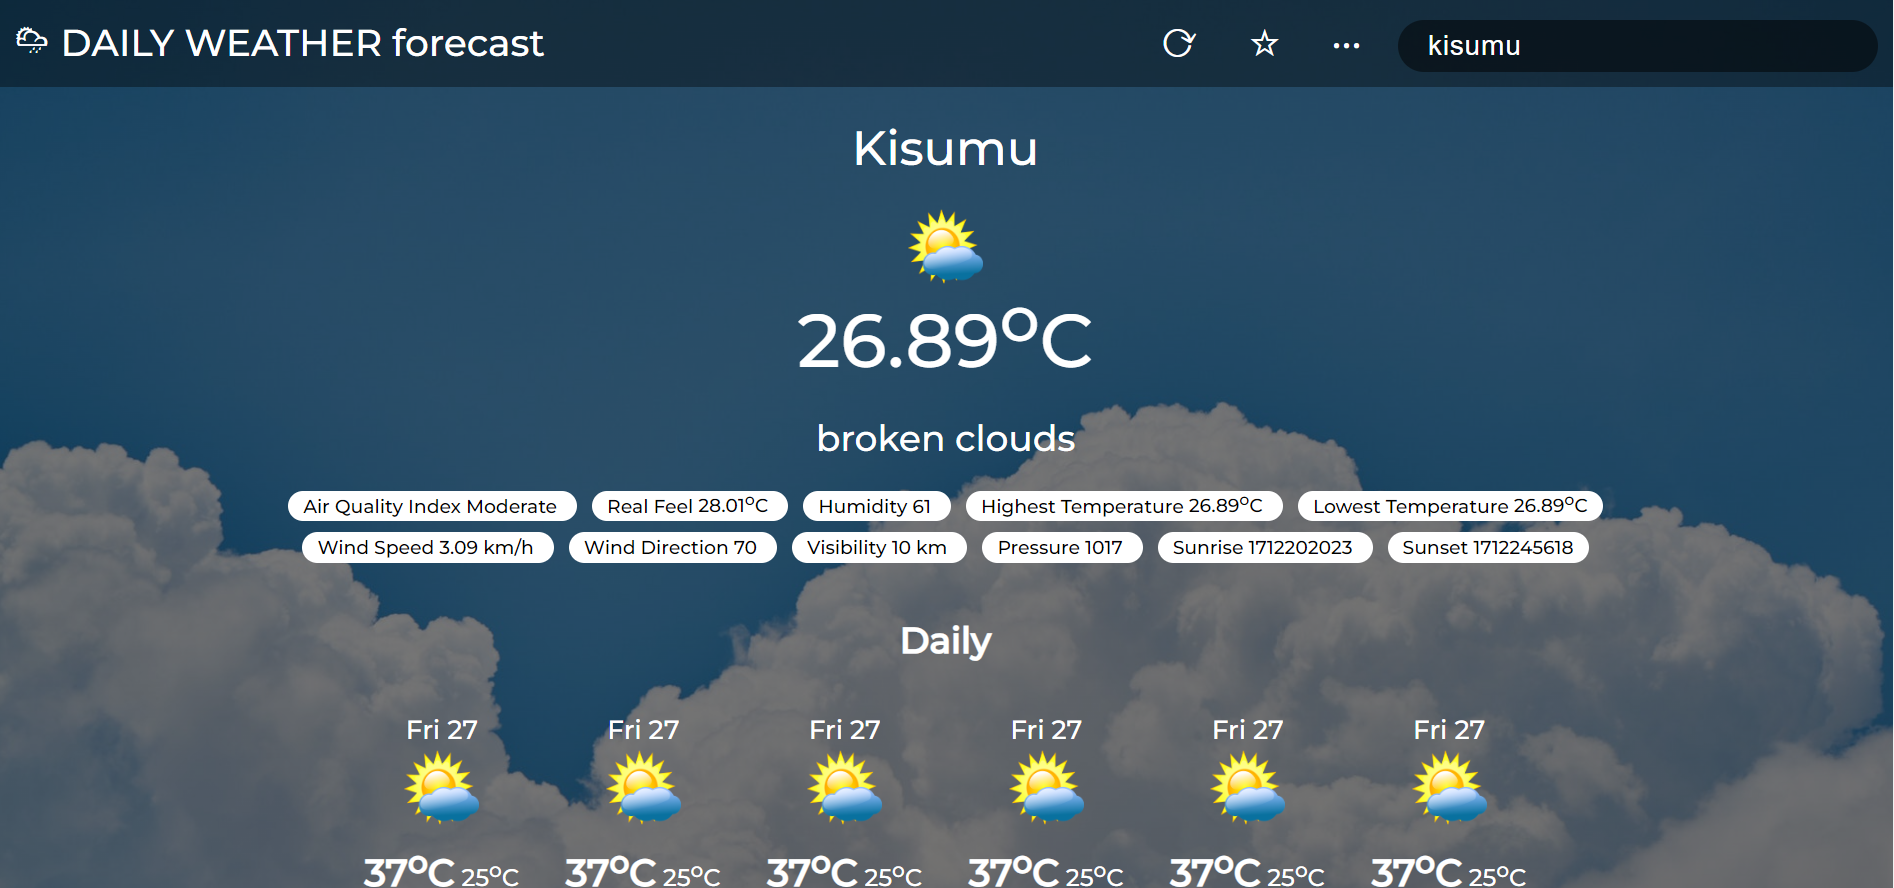 DAILY WEATHER forecast
kisumu
Kisumu
26.89°C
broken clouds
Air Quality Index Moderate Real Feel 28.01°C Humidity 61 Highest Temperature 26.89°C Lowest Temperature 26.89°C
Wind Speed 3.09 km/h Wind Direction 70 Visibility 10 km Pressure 1017 Sunrise 1712202023 Sunset 1712245618
Daily
Fri 27 Fri 27 Fri 27 Fri 27 Fri 27 Fri 27
37°C 25°C 37°C 25°C 37°C 25°C 37°C 25°C 37°C 25°C 37°C 25°C